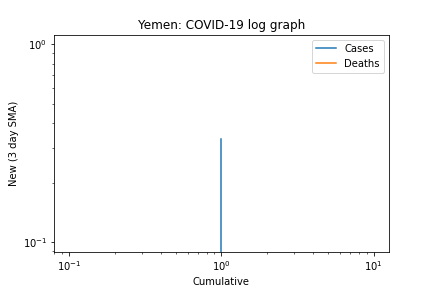 Yemen: COVID-19 log graph
Cases
Deaths
New (3 day SMA)
10⁰
10⁻¹
10⁻¹
10⁰
10¹
Cumulative